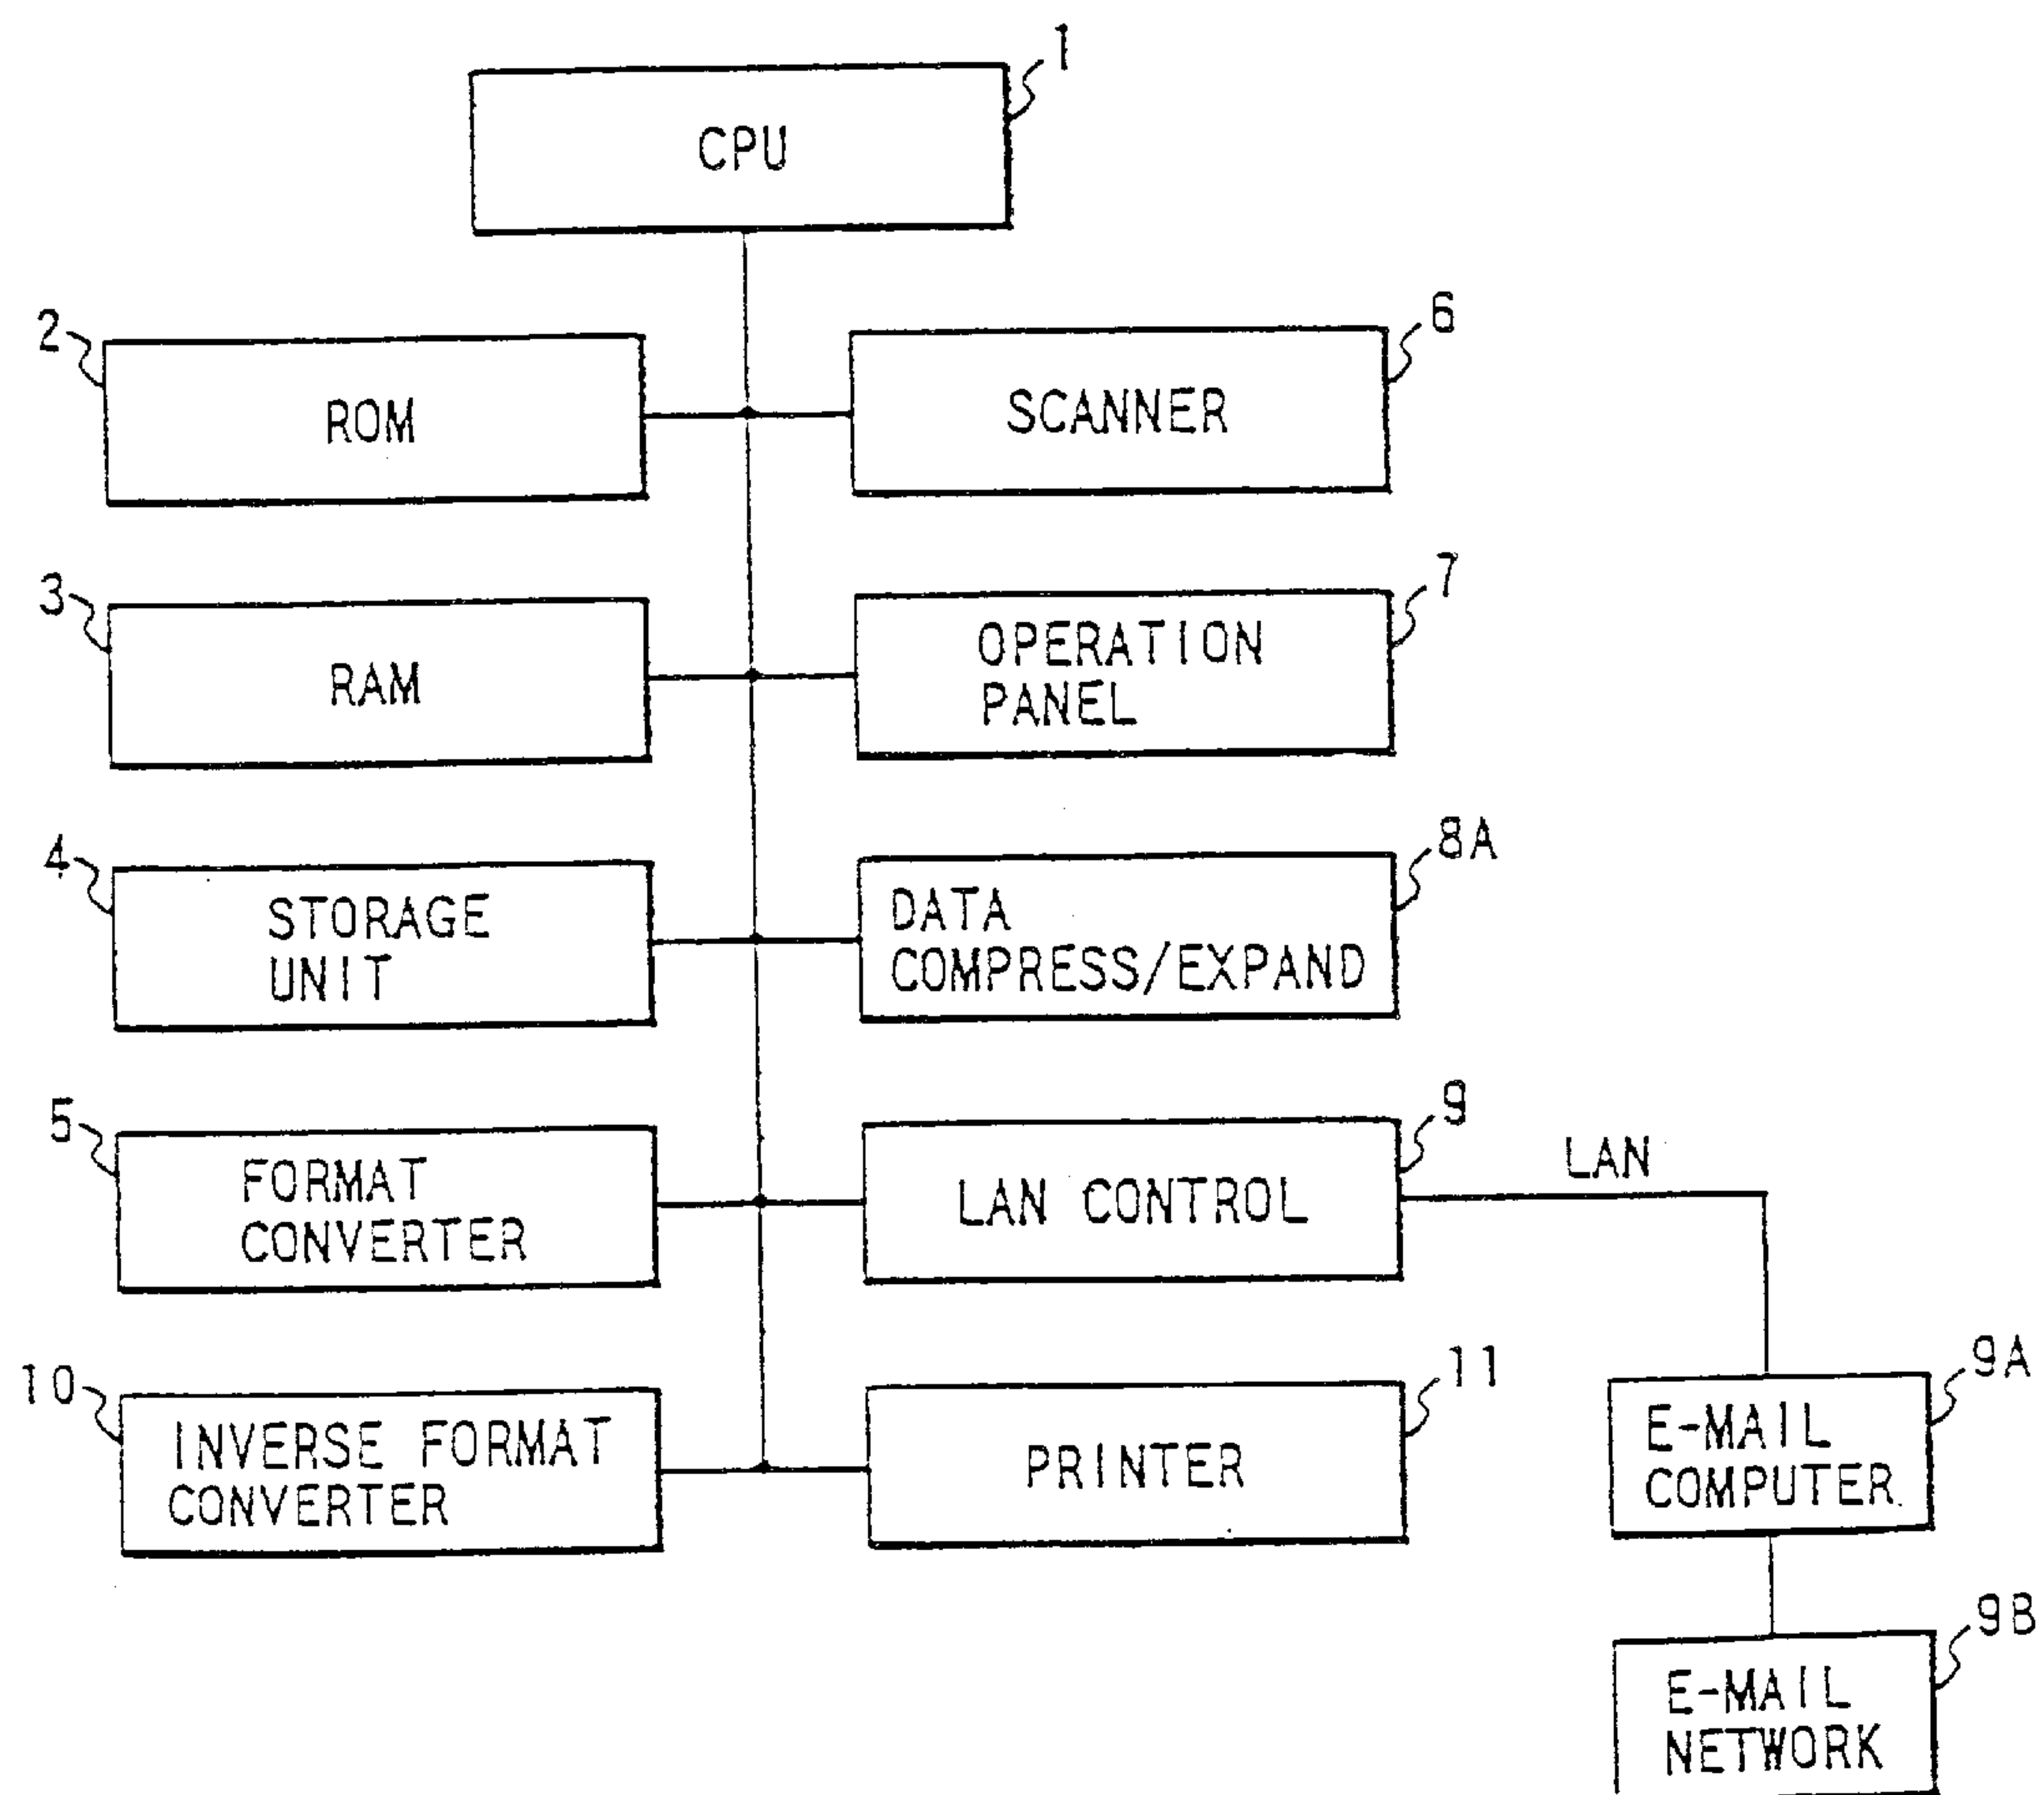 1
CPU
2
ROM
6
SCANNER
3
RAM
7
OPERATION
PANEL
4
STORAGE
UNIT
8A
DATA
COMPRESS/EXPAND
5
FORMAT
CONVERTER
9
LAN CONTROL
LAN
10
INVERSE FORMAT
CONVERTER
11
PRINTER
9A
E-MAIL
COMPUTER
9B
E-MAIL
NETWORK